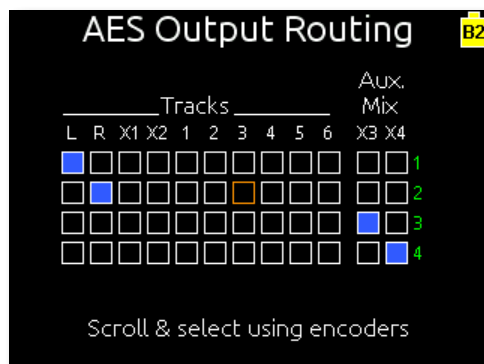 AES Output Routing
B2
Aux.
Tracks Mix
L R X1 X2 1 2 3 4 5 6 X3 X4
1
2
3
4
Scroll & select using encoders